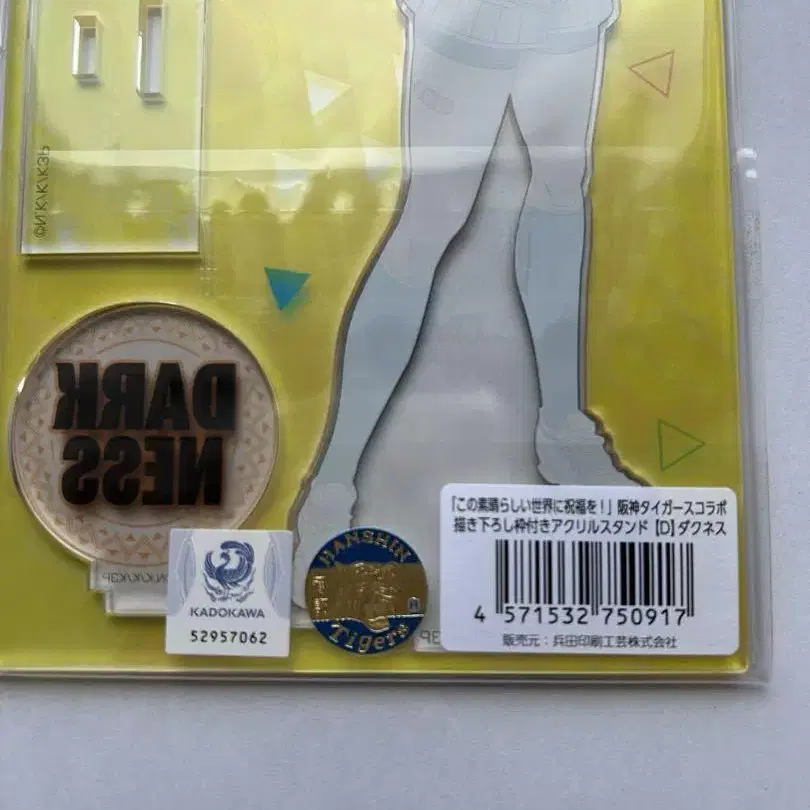 DARK
NESS
KADOKAWA
52957062
HANSHIN
Tigers
「この素晴らしい世界に祝福を！」阪神タイガースコラボ
描き下ろし枠付きアクリルスタンド【D】ダクネス
4 571532 750917
販売元：兵田印刷工芸株式会社